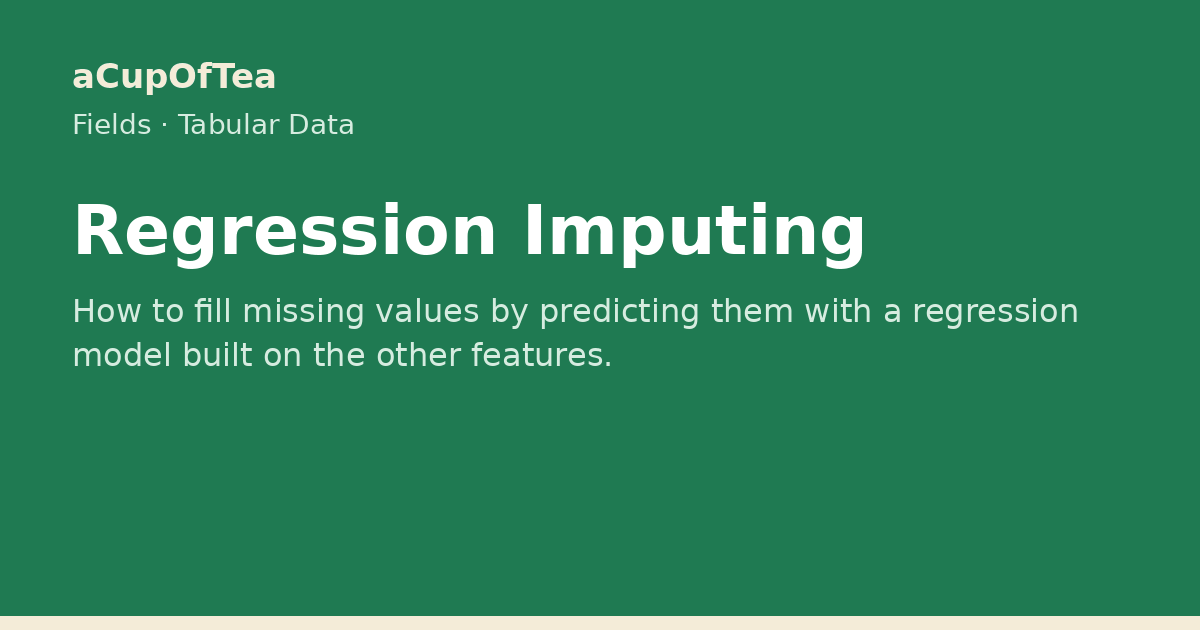 aCupOfTea
Fields · Tabular Data
Regression Imputing
How to fill missing values by predicting them with a regression
model built on the other features.